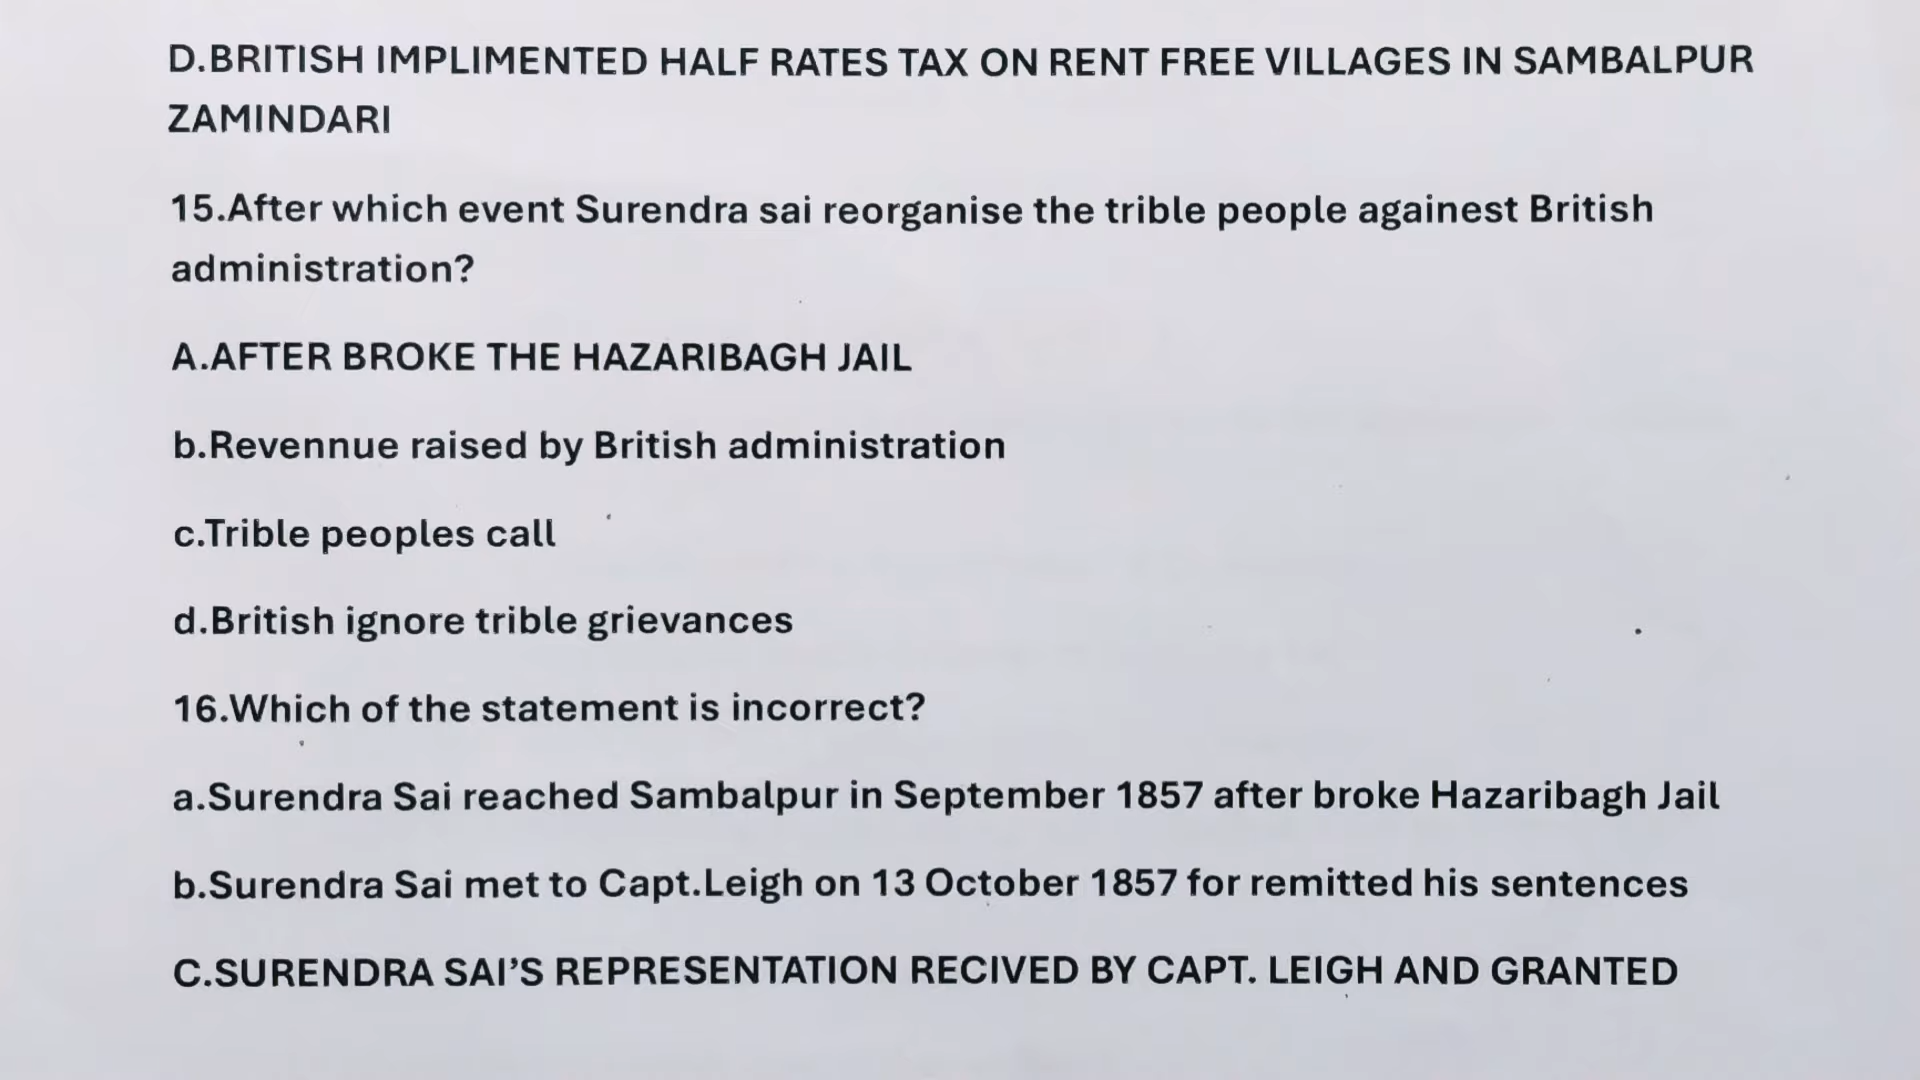 D.BRITISH IMPLIMENTED HALF RATES TAX ON RENT FREE VILLAGES IN SAMBALPUR
ZAMINDARI
15.After which event Surendra sai reorganise the trible people againest British
administration?
A.AFTER BROKE THE HAZARIBAGH JAIL
b.Revennue raised by British administration
c.Trible peoples call
d.British ignore trible grievances
16.Which of the statement is incorrect?
a.Surendra Sai reached Sambalpur in September 1857 after broke Hazaribagh Jail
b.Surendra Sai met to Capt.Leigh on 13 October 1857 for remitted his sentences
C.SURENDRA SAI’S REPRESENTATION RECIVED BY CAPT. LEIGH AND GRANTED